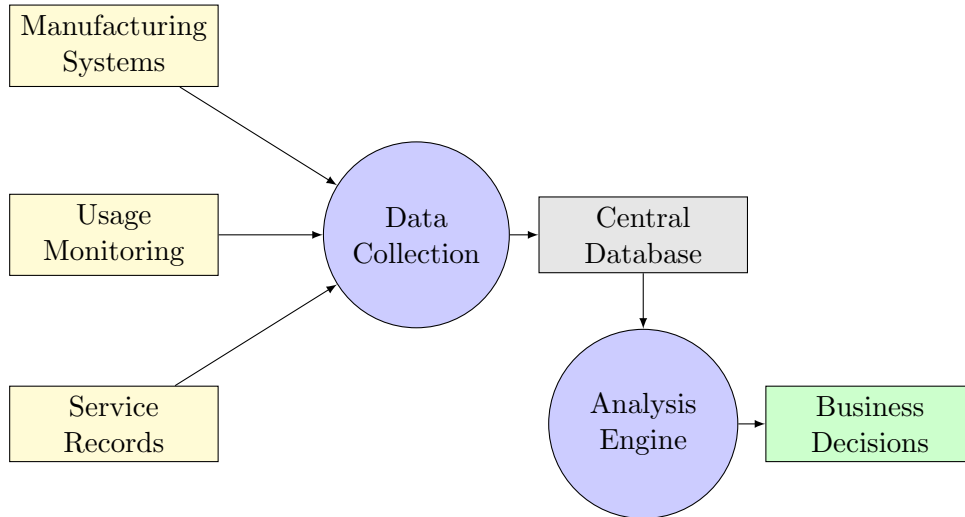 Manufacturing
Systems
Usage
Monitoring
Service
Records
Data
Collection
Central
Database
Analysis
Engine
Business
Decisions